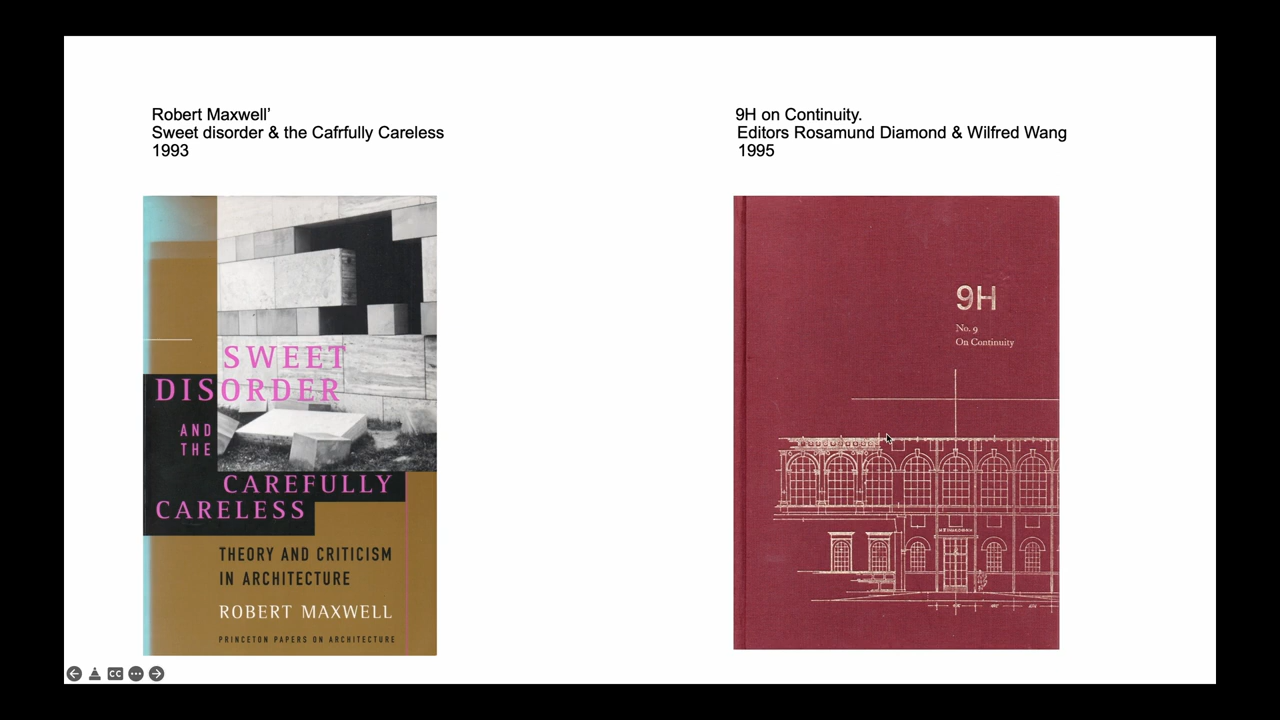 Robert Maxwell'
Sweet disorder & the Cafrfully Careless
1993
9H on Continuity.
Editors Rosamund Diamond & Wilfred Wang
1995
SWEET
DISORDER
AND
THE
CAREFULLY
CARELESS
THEORY AND CRITICISM
IN ARCHITECTURE
ROBERT MAXWELL
PRINCETON PAPERS ON ARCHITECTURE
9H
No. 9
On Continuity
CC